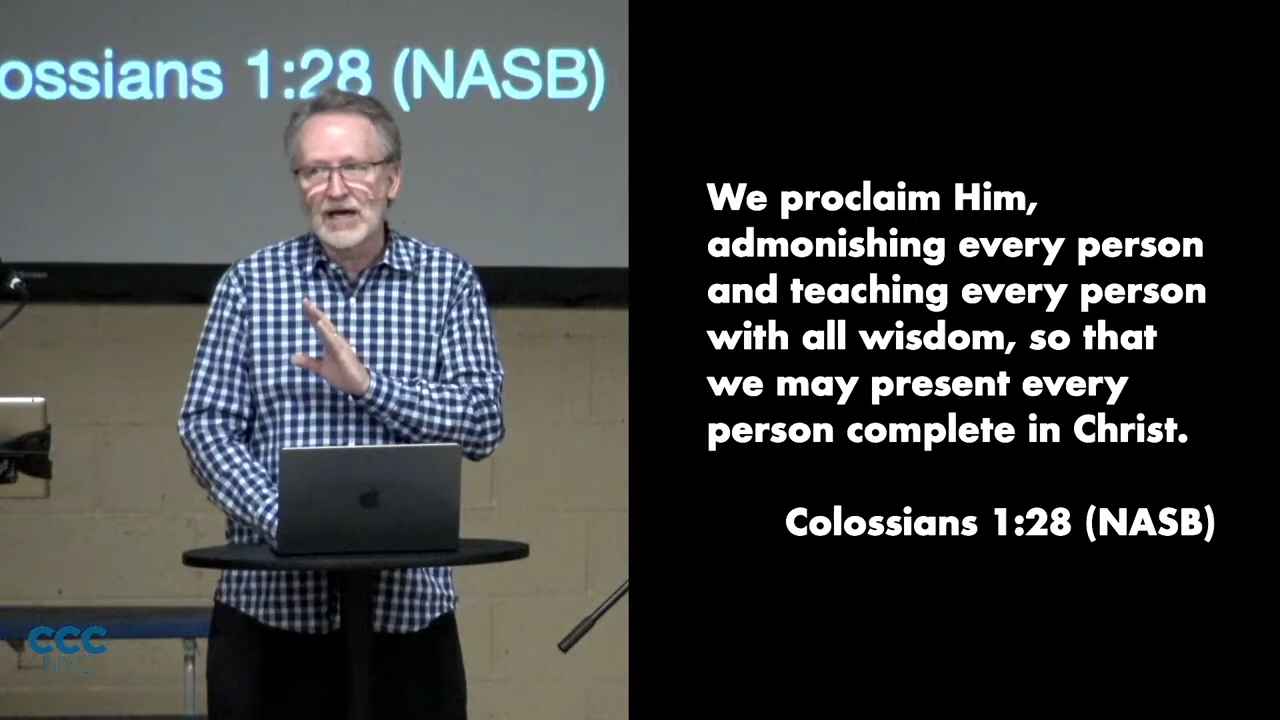 ossians 1:28 (NASB)
We proclaim Him,
admonishing every person
and teaching every person
with all wisdom, so that
we may present every
person complete in Christ.
Colossians 1:28 (NASB)
CCC
NYC